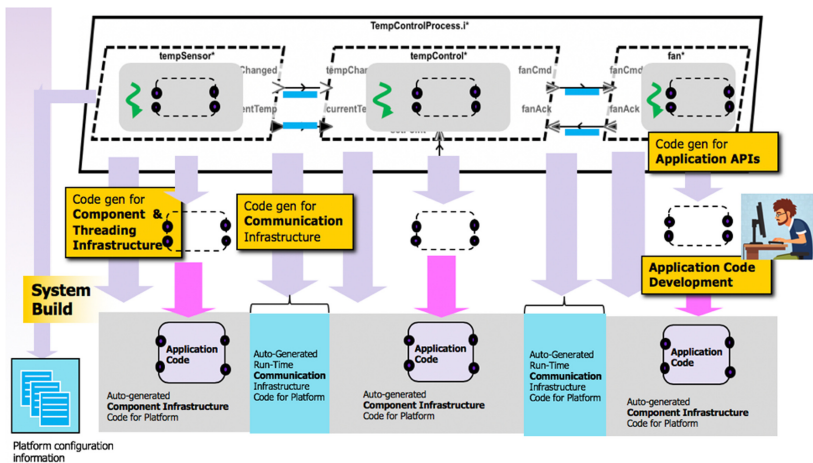 TempControlProcess.i*
tempSensor*
tempControl*
fan*
Changed
tempCha
fanCmd
fanCmd
entTemp
currentTe
fanAck
fanAck
Code gen for
Application APIs
Code gen for
Component &
Threading
Infrastructure
Code gen for
Communication
Infrastructure
Application Code
Development
System
Build
Application
Code
Auto-generated
Component Infrastructure
Code for Platform
Auto-Generated
Run-Time
Communication
Infrastructure
Code for Platform
Application
Code
Auto-generated
Component Infrastructure
Code for Platform
Auto-Generated
Run-Time
Communication
Infrastructure
Code for Platform
Application
Code
Auto-generated
Component Infrastructure
Code for Platform
Platform configuration
information